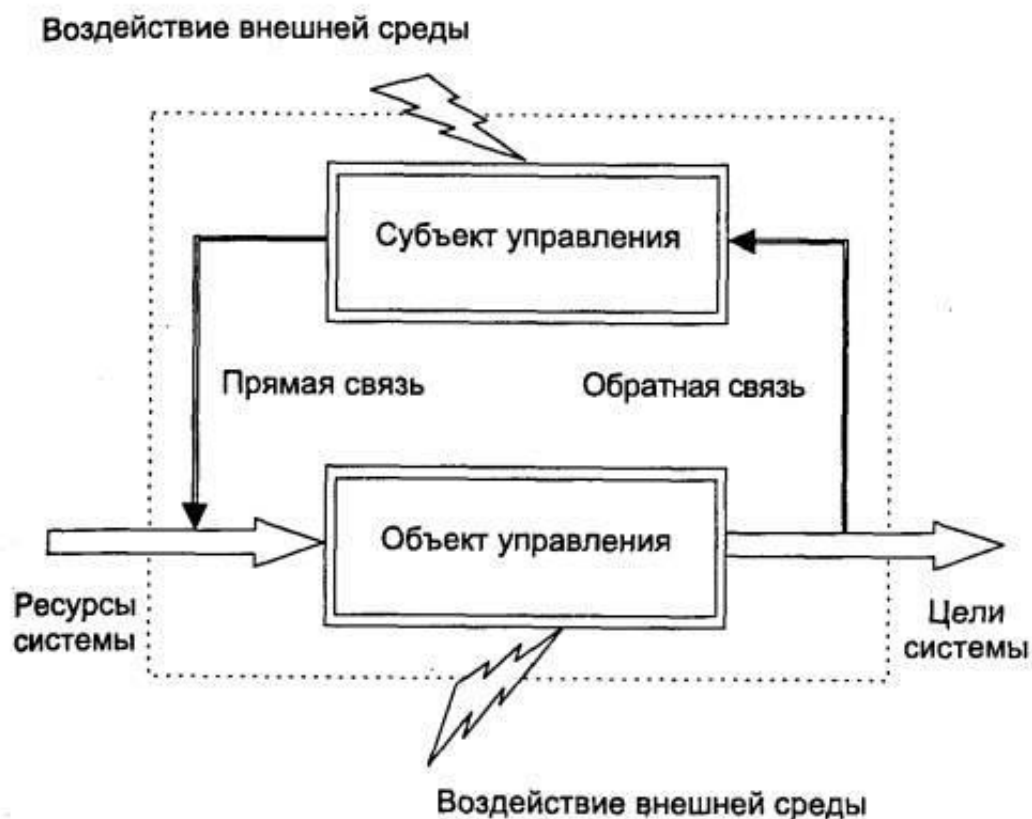 Воздействие внешней среды
Субъект управления
Прямая связь
Обратная связь
Объект управления
Ресурсы
системы
Цели
системы
Воздействие внешней среды